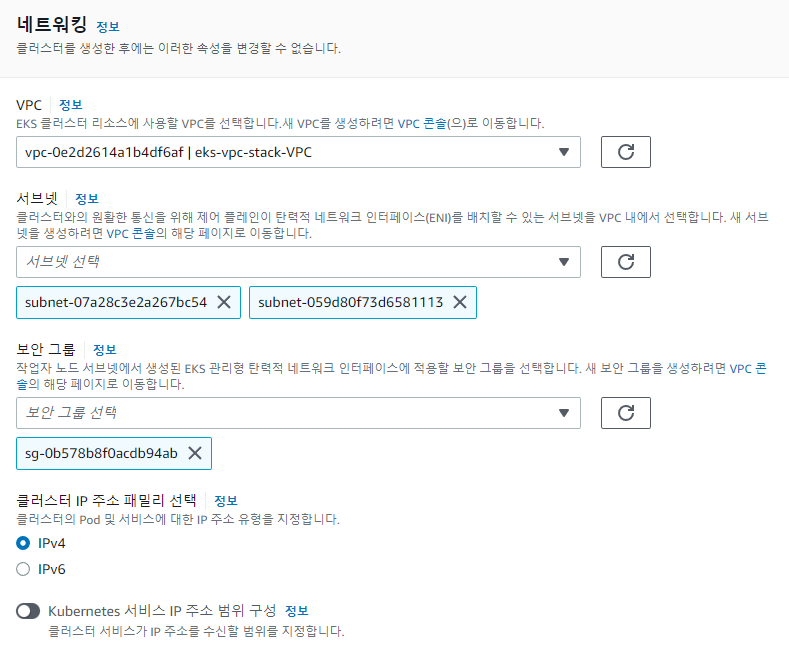 네트워킹 정보
클러스터를 생성한 후에는 이러한 속성을 변경할 수 없습니다.
VPC 정보
EKS 클러스터 리소스에 사용할 VPC를 선택합니다.새 VPC를 생성하려면 VPC 콘솔(으)로 이동합니다.
vpc-0e2d2614a1b4df6af | eks-vpc-stack-VPC
서브넷 정보
클러스터와의 원활한 통신을 위해 제어 플레인이 탄력적 네트워크 인터페이스(ENI)를 배치할 수 있는 서브넷을 VPC 내에서 선택합니다. 새 서브
넷을 생성하려면 VPC 콘솔의 해당 페이지로 이동합니다.
서브넷 선택
subnet-07a28c3e2a267bc54 subnet-059d80f73d6581113
보안 그룹 정보
작업자 노드 서브넷에서 생성된 EKS 관리형 탄력적 네트워크 인터페이스에 적용할 보안 그룹을 선택합니다. 새 보안 그룹을 생성하려면 VPC 콘
솔의 해당 페이지로 이동합니다.
보안 그룹 선택
sg-0b578b8f0acdb94ab
클러스터 IP 주소 패밀리 선택 정보
클러스터의 Pod 및 서비스에 대한 IP 주소 유형을 지정합니다.
IPv4
IPv6
Kubernetes 서비스 IP 주소 범위 구성 정보
클러스터 서비스가 IP 주소를 수신할 범위를 지정합니다.